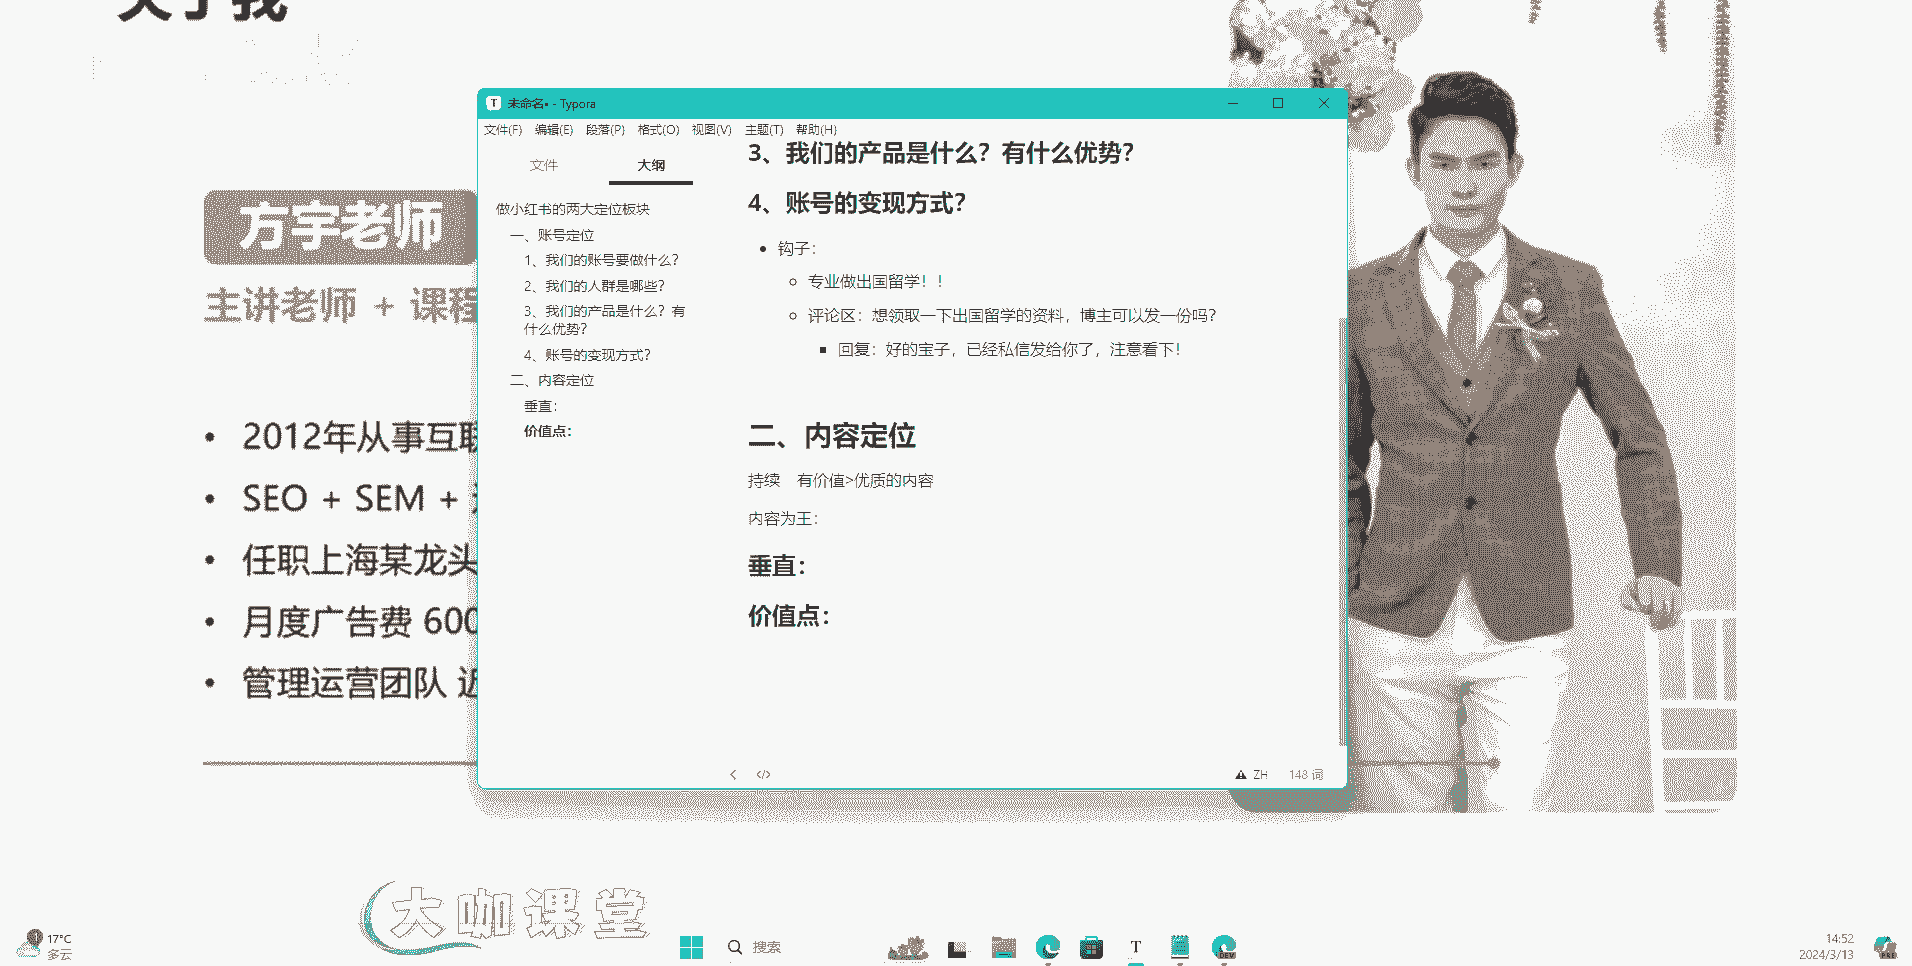 关于我
方宇老师
主讲老师 + 课程
• 2012年从事互联
• SEO + SEM +
• 任职上海某龙头
• 月度广告费 600
• 管理运营团队 近
未命名• - Typora
文件(F) 编辑(E) 段落(P) 格式(O) 视图(V) 主题(T) 帮助(H)
文件 大纲
做小红书的两大定位板块
一、账号定位
1、我们的账号要做什么?
2、我们的人群是哪些?
3、我们的产品是什么?有
什么优势?
4、账号的变现方式?
二、内容定位
垂直:
价值点:
3、我们的产品是什么?有什么优势?
4、账号的变现方式?
• 钩子:
○ 专业做出国留学!!
○ 评论区:想领取一下出国留学的资料,博主可以发一份吗?
■ 回复:好的宝子,已经私信发给你了,注意看下!
二、内容定位
持续 有价值>优质的内容
内容为王:
垂直:
价值点:
</> ZH 148 词
大咖课堂
17°C
多云
搜索
14:52
2024/3/13